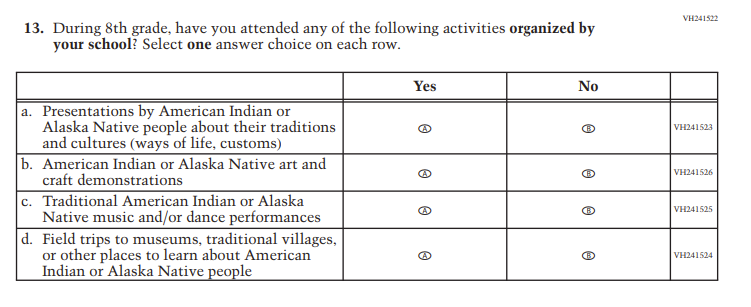 VH241522
13. During 8th grade, have you attended any of the following activities organized by
your school? Select one answer choice on each row.
Yes No
a. Presentations by American Indian or
Alaska Native people about their traditions A B VH241523
and cultures (ways of life, customs)
b. American Indian or Alaska Native art and
craft demonstrations A B VH241526
c. Traditional American Indian or Alaska
Native music and/or dance performances A B VH241525
d. Field trips to museums, traditional villages,
or other places to learn about American A B VH241524
Indian or Alaska Native people